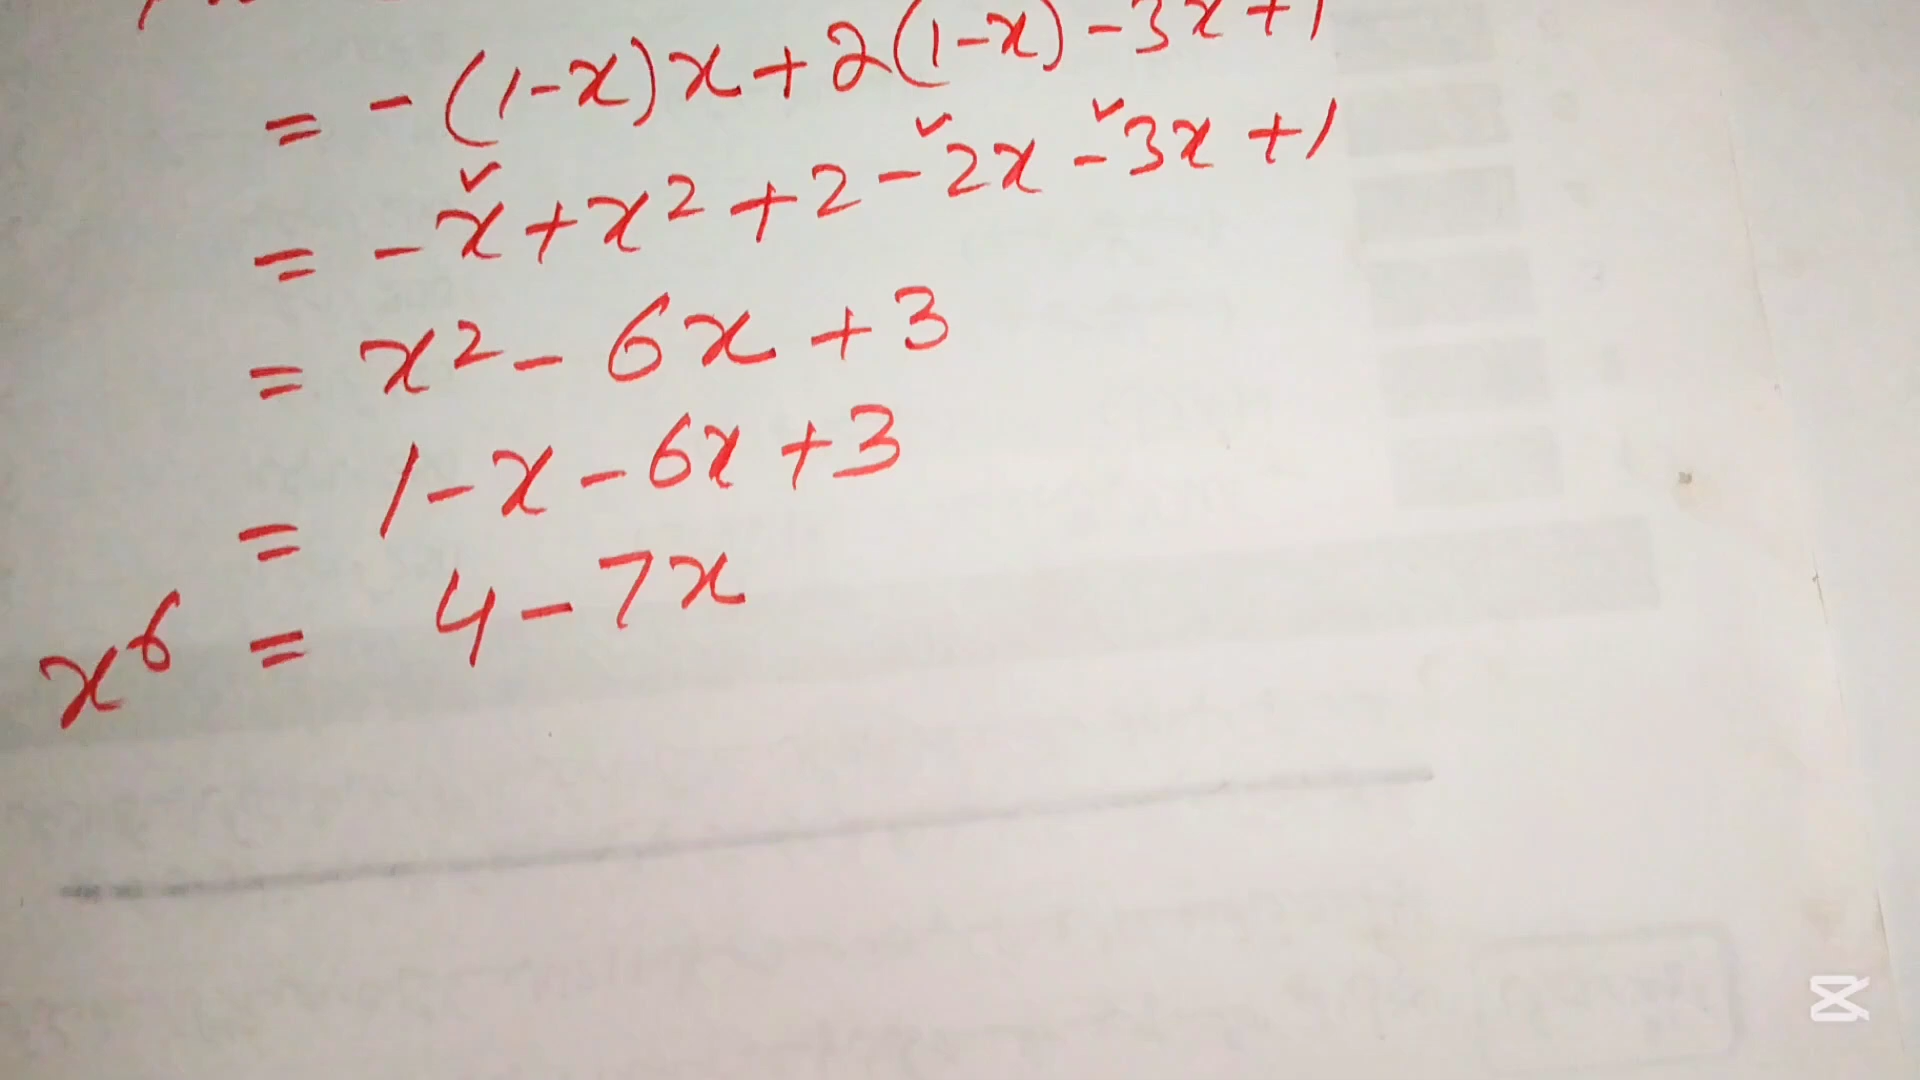 = -(1-x)x+2(1-x)-3x+1
= -x+x²+2-2x-3x+1
= x²-6x+3
= 1-x-6x+3
x⁶ = 4-7x